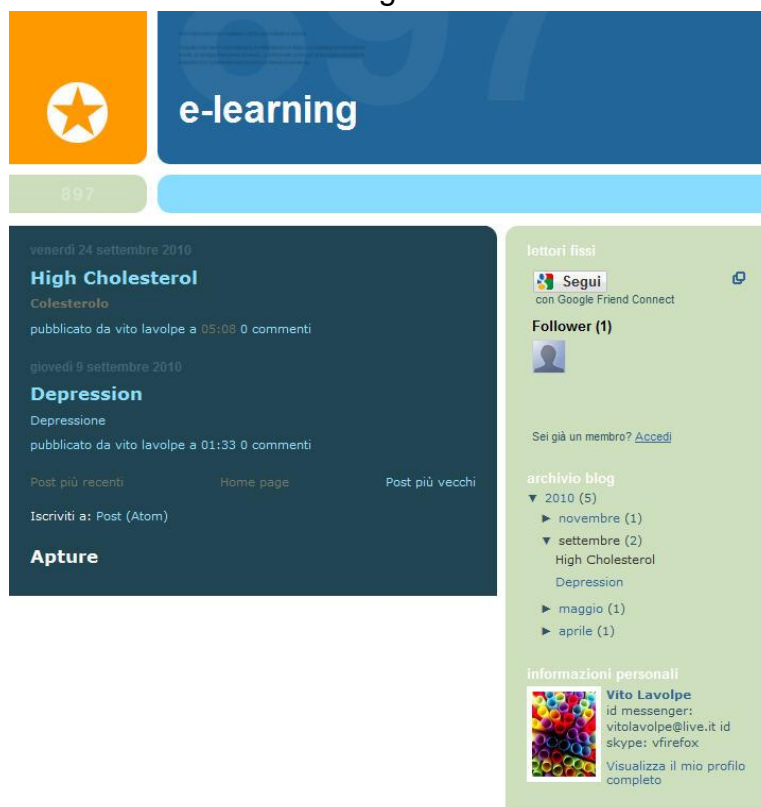 e-learning
897
897
venerdì 24 settembre 2010
High Cholesterol
Colesterolo
pubblicato da vito lavolpe a 05:08 0 commenti
giovedì 9 settembre 2010
Depression
Depressione
pubblicato da vito lavolpe a 01:33 0 commenti
Post più recenti Home page Post più vecchi
Iscriviti a: Post (Atom)
Apture
lettori fissi
Segui
con Google Friend Connect
Follower (1)
Sei già un membro? Accedi
archivio blog
▼ 2010 (5)
► novembre (1)
▼ settembre (2)
High Cholesterol
Depression
► maggio (1)
► aprile (1)
informazioni personali
Vito Lavolpe
id messenger:
vitolavolpe@live.it id
skype: vfirefox
Visualizza il mio profilo
completo